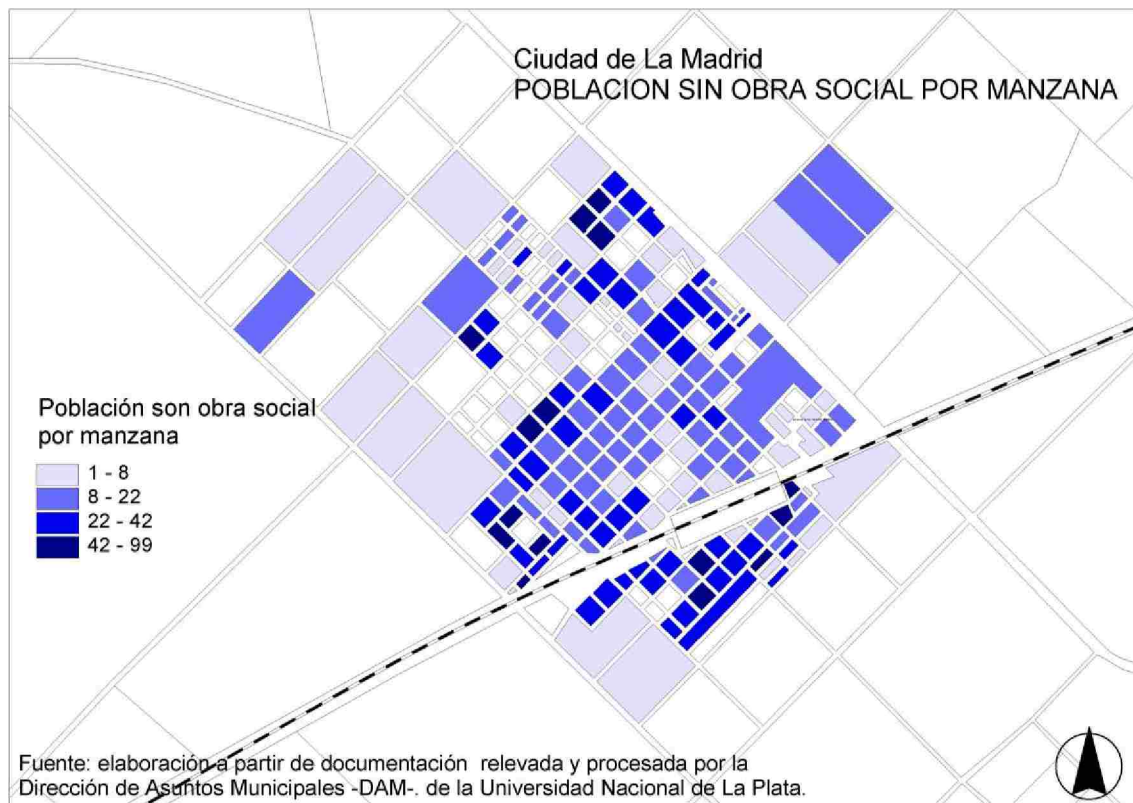 Ciudad de La Madrid
POBLACION SIN OBRA SOCIAL POR MANZANA
Población son obra social
por manzana
1 - 8
8 - 22
22 - 42
42 - 99
Fuente: elaboración a partir de documentación relevada y procesada por la
Dirección de Asuntos Municipales -DAM-. de la Universidad Nacional de La Plata.